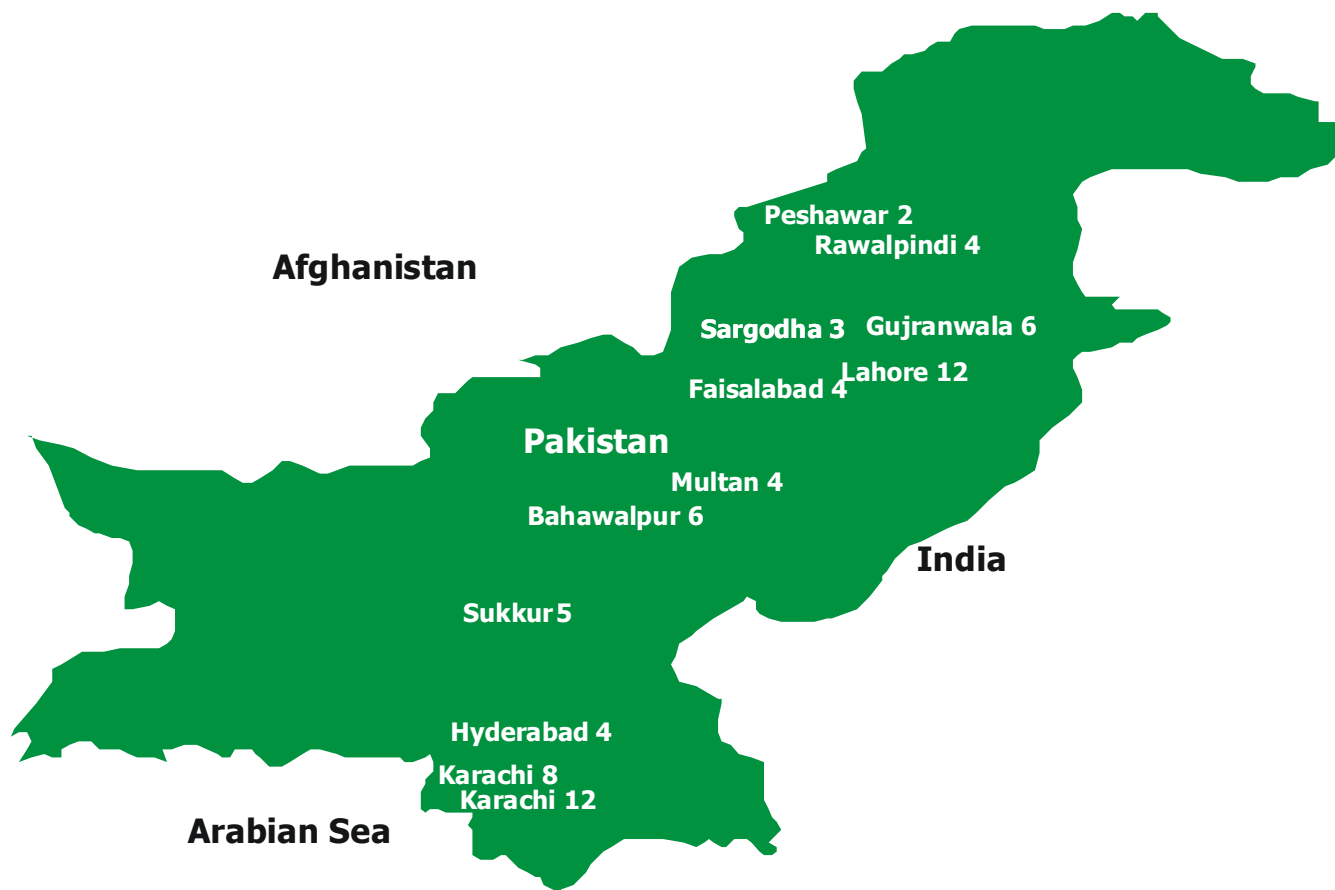 Peshawar 2
Rawalpindi 4
Afghanistan
Sargodha 3
Gujranwala 6
Lahore 12
Faisalabad 4
Pakistan
Multan 4
Bahawalpur 6
India
Sukkur 5
Hyderabad 4
Karachi 8
Karachi 12
Arabian Sea